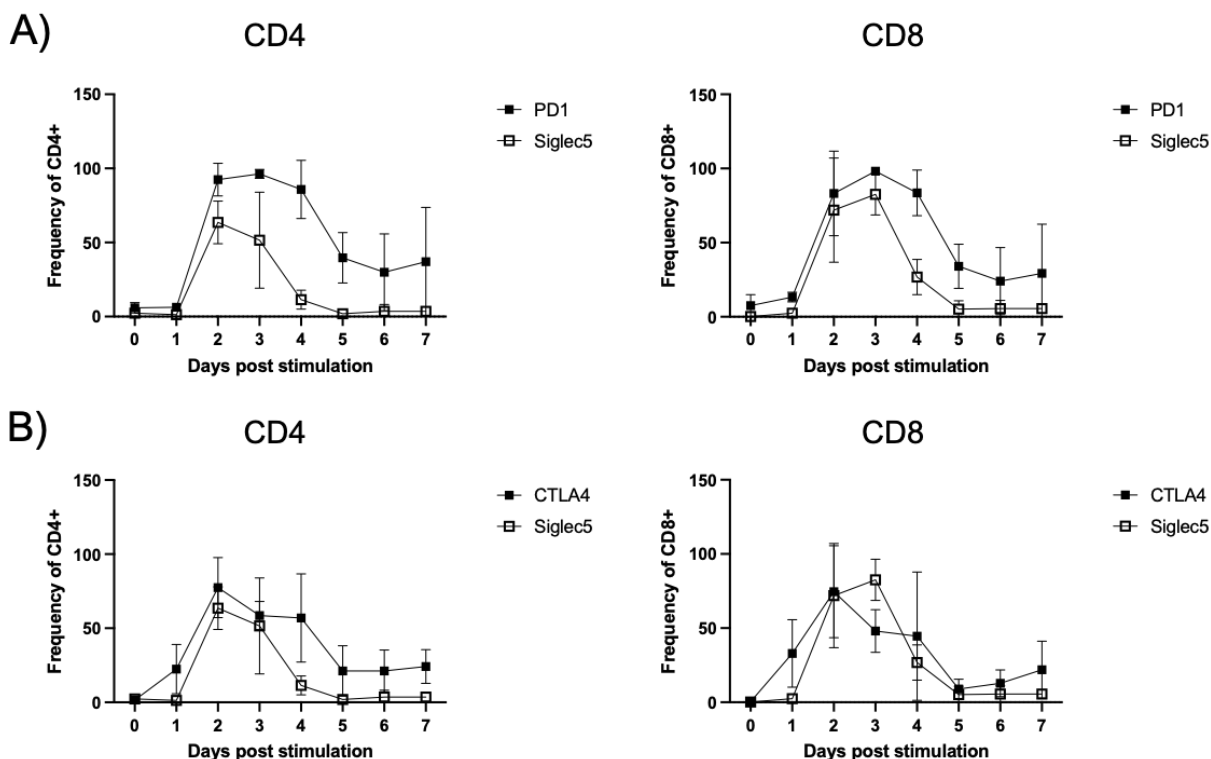 A)
CD4
CD8
150
100
50
0
Frequency of CD4+
PD1
Siglec5
0 1 2 3 4 5 6 7
Days post stimulation
150
100
50
0
Frequency of CD8+
PD1
Siglec5
0 1 2 3 4 5 6 7
Days post stimulation
B)
CD4
CD8
150
100
50
0
Frequency of CD4+
CTLA4
Siglec5
0 1 2 3 4 5 6 7
Days post stimulation
150
100
50
0
Frequency of CD8+
CTLA4
Siglec5
0 1 2 3 4 5 6 7
Days post stimulation